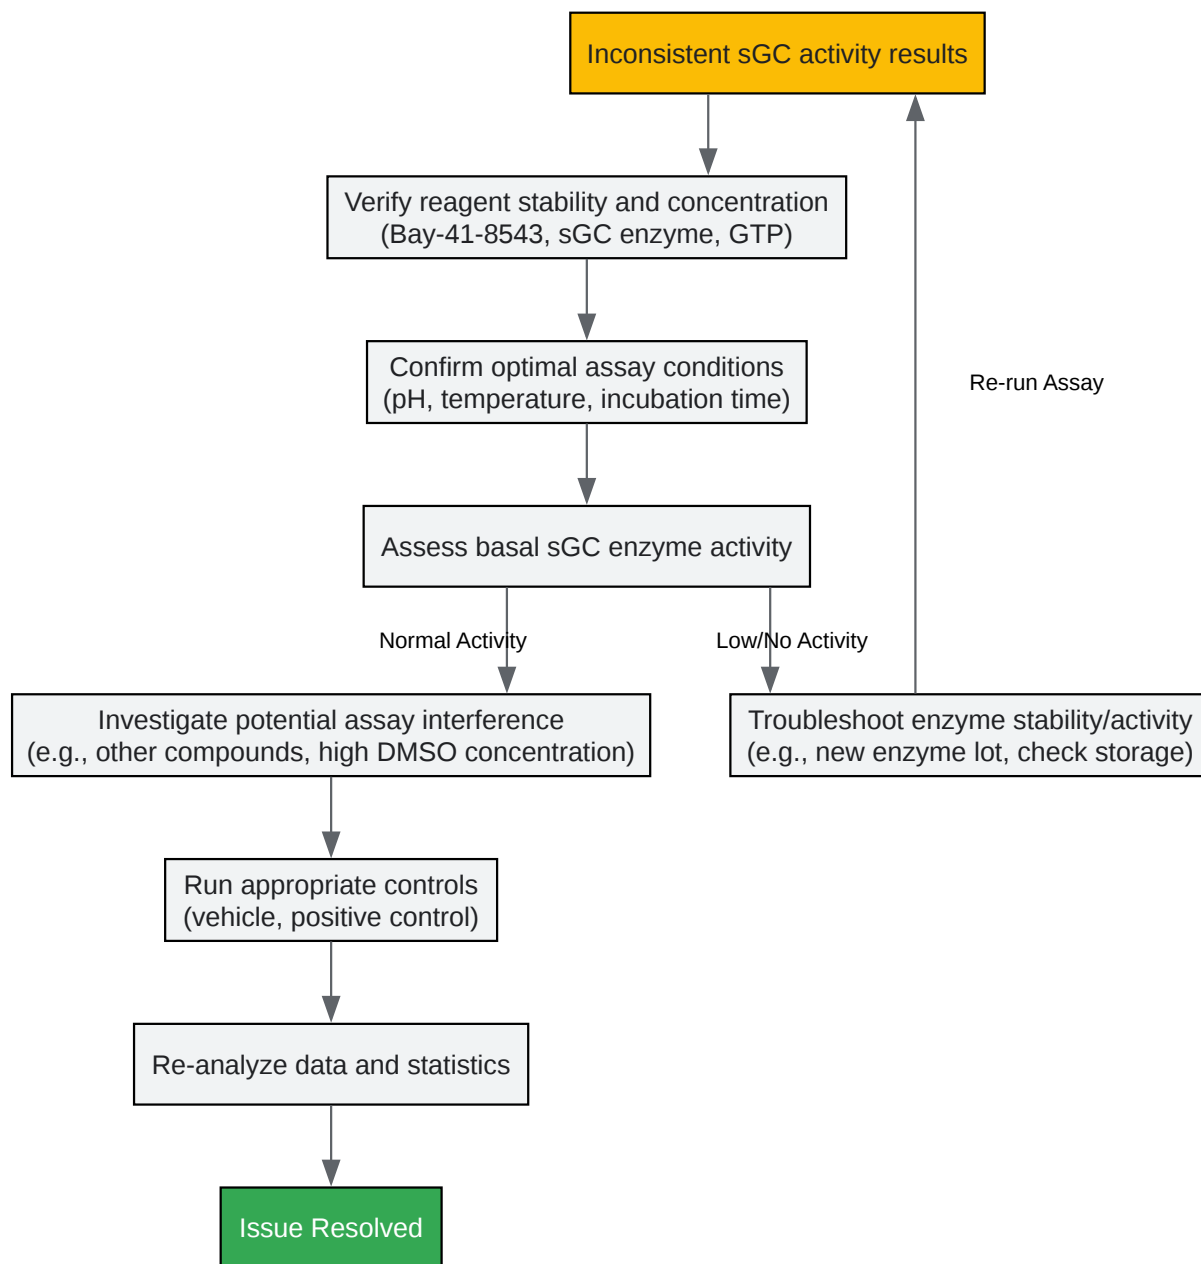 Inconsistent sGC activity results
Verify reagent stability and concentration
(Bay-41-8543, sGC enzyme, GTP)
Confirm optimal assay conditions
(pH, temperature, incubation time)
Re-run Assay
Assess basal sGC enzyme activity
Normal Activity
Low/No Activity
Investigate potential assay interference
(e.g., other compounds, high DMSO concentration)
Troubleshoot enzyme stability/activity
(e.g., new enzyme lot, check storage)
Run appropriate controls
(vehicle, positive control)
Re-analyze data and statistics
Issue Resolved